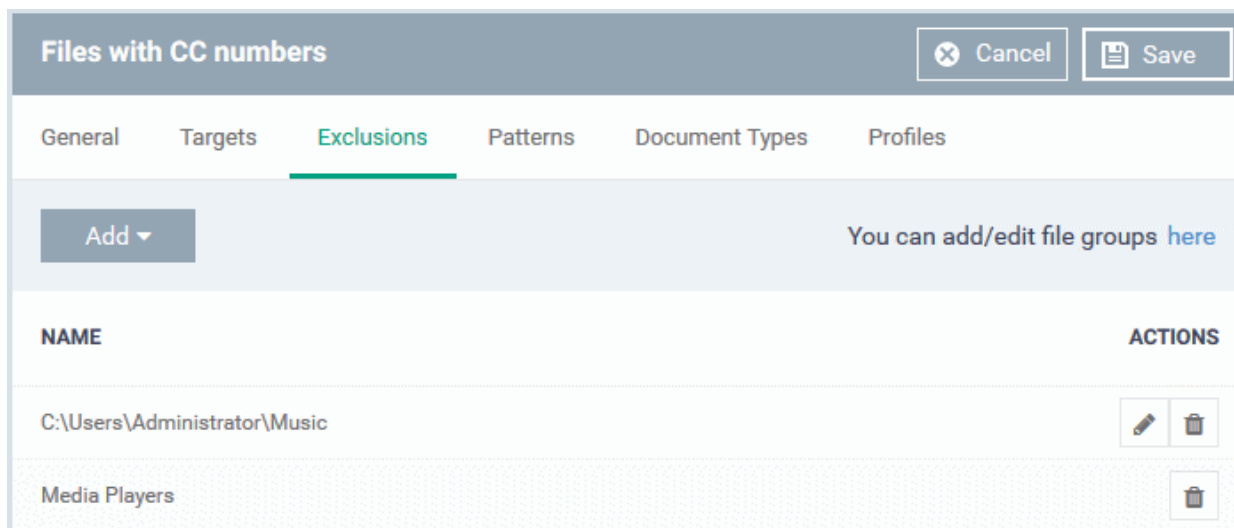 Files with CC numbers Cancel Save
General Targets Exclusions Patterns Document Types Profiles
Add You can add/edit file groups here
NAME ACTIONS
C:\Users\Administrator\Music
Media Players